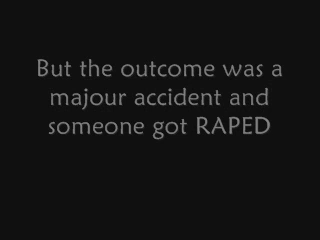 But the outcome was a
majour accident and
someone got RAPED